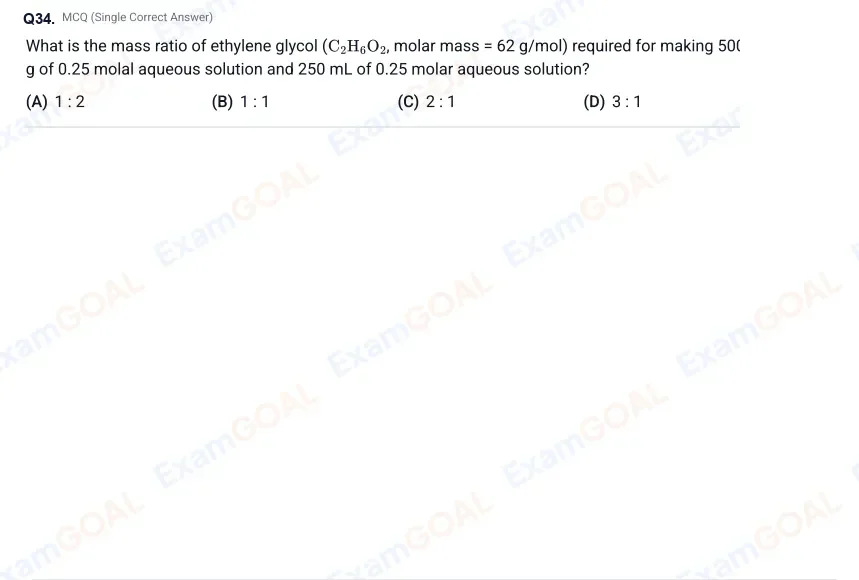 Q34. MCQ (Single Correct Answer)
What is the mass ratio of ethylene glycol (C₂H₆O₂, molar mass = 62 g/mol) required for making 500
g of 0.25 molal aqueous solution and 250 mL of 0.25 molar aqueous solution?
(A) 1 : 2 (B) 1 : 1 (C) 2 : 1 (D) 3 : 1
ExamGOAL
ExamGOAL
ExamGOAL
ExamGOAL
ExamGOAL
ExamGOAL
ExamGOAL